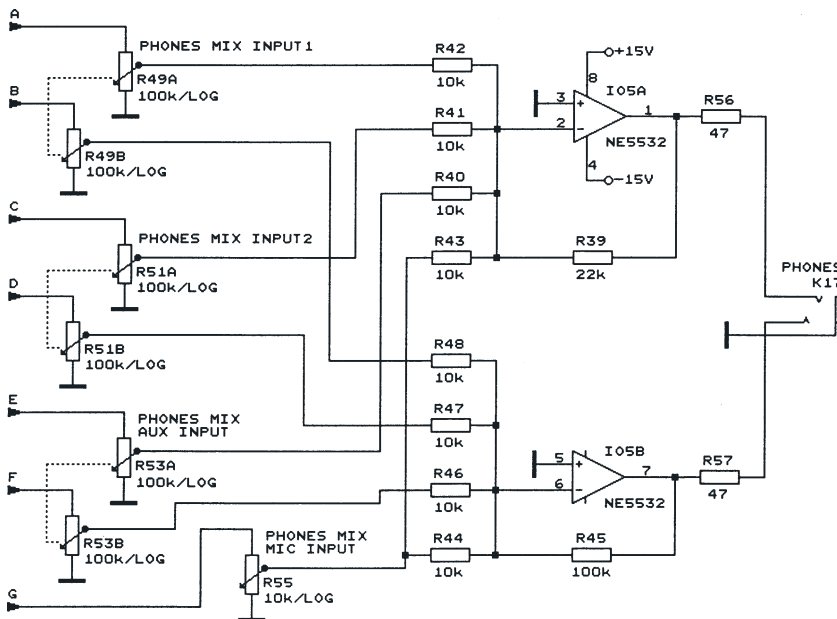 A
PHONES MIX INPUT1
R49A
100k/LOG
B
R49B
100k/LOG
C
PHONES MIX INPUT2
R51A
100k/LOG
D
R51B
100k/LOG
E
PHONES MIX
AUX INPUT
R53A
100k/LOG
F
R53B
100k/LOG
G
PHONES MIX
MIC INPUT
R55
10k/LOG
R42
10k
R41
10k
R40
10k
R43
10k
R48
10k
R47
10k
R46
10k
R44
10k
+15V
8
IO5A
3
+
2
-
1
NE5532
4
-15V
R39
22k
R56
47
PHONES
K17
IO5B
5
+
6
-
7
NE5532
R57
47
R45
100k